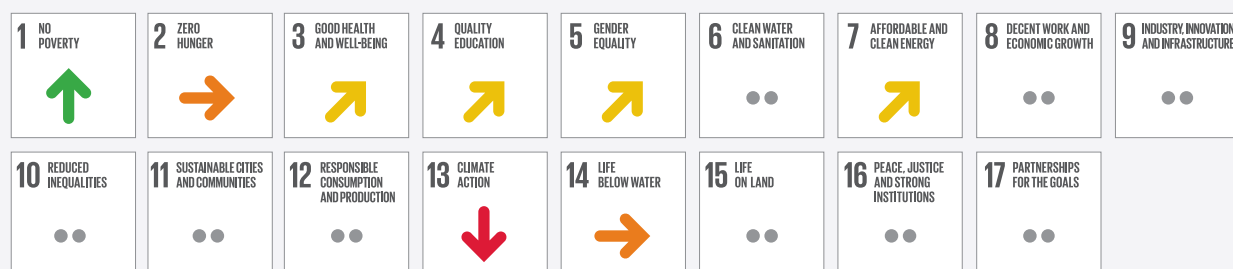 1 NO
POVERTY
2 ZERO
HUNGER
3 GOOD HEALTH
AND WELL-BEING
4 QUALITY
EDUCATION
5 GENDER
EQUALITY
6 CLEAN WATER
AND SANITATION
7 AFFORDABLE AND
CLEAN ENERGY
8 DECENT WORK AND
ECONOMIC GROWTH
9 INDUSTRY, INNOVATION
AND INFRASTRUCTURE
10 REDUCED
INEQUALITIES
11 SUSTAINABLE CITIES
AND COMMUNITIES
12 RESPONSIBLE
CONSUMPTION
AND PRODUCTION
13 CLIMATE
ACTION
14 LIFE
BELOW WATER
15 LIFE
ON LAND
16 PEACE, JUSTICE
AND STRONG
INSTITUTIONS
17 PARTNERSHIPS
FOR THE GOALS